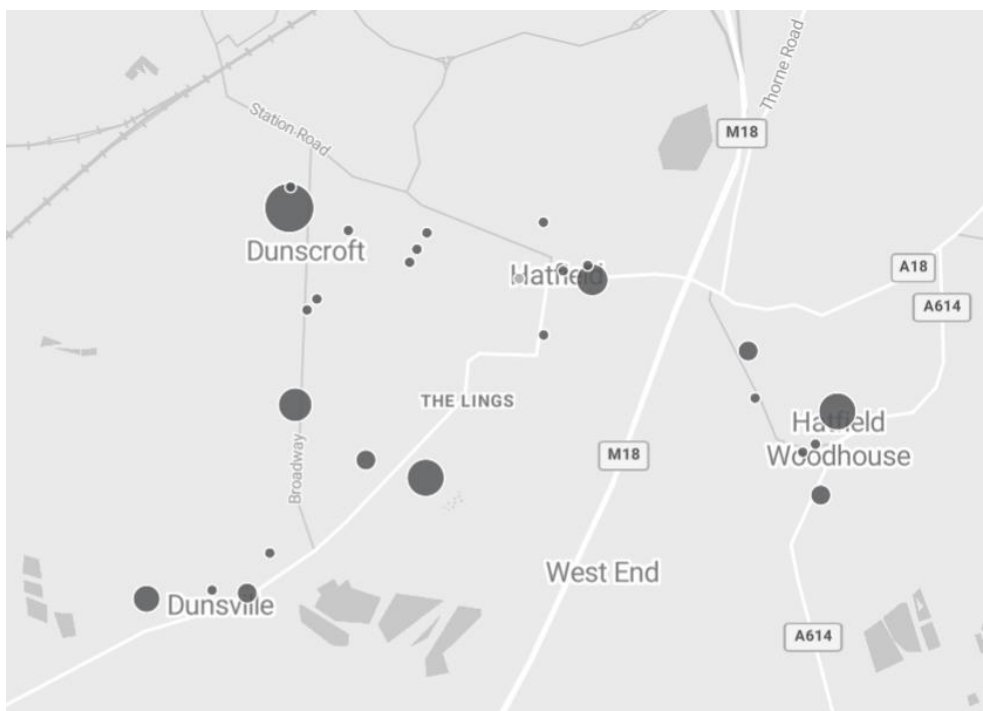 Thorne Road
Station Road
M18
Dunscroft
Hatfield
A18
A614
THE LINGS
Hatfield
Woodhouse
M18
Broadway
West End
Dunsville
A614